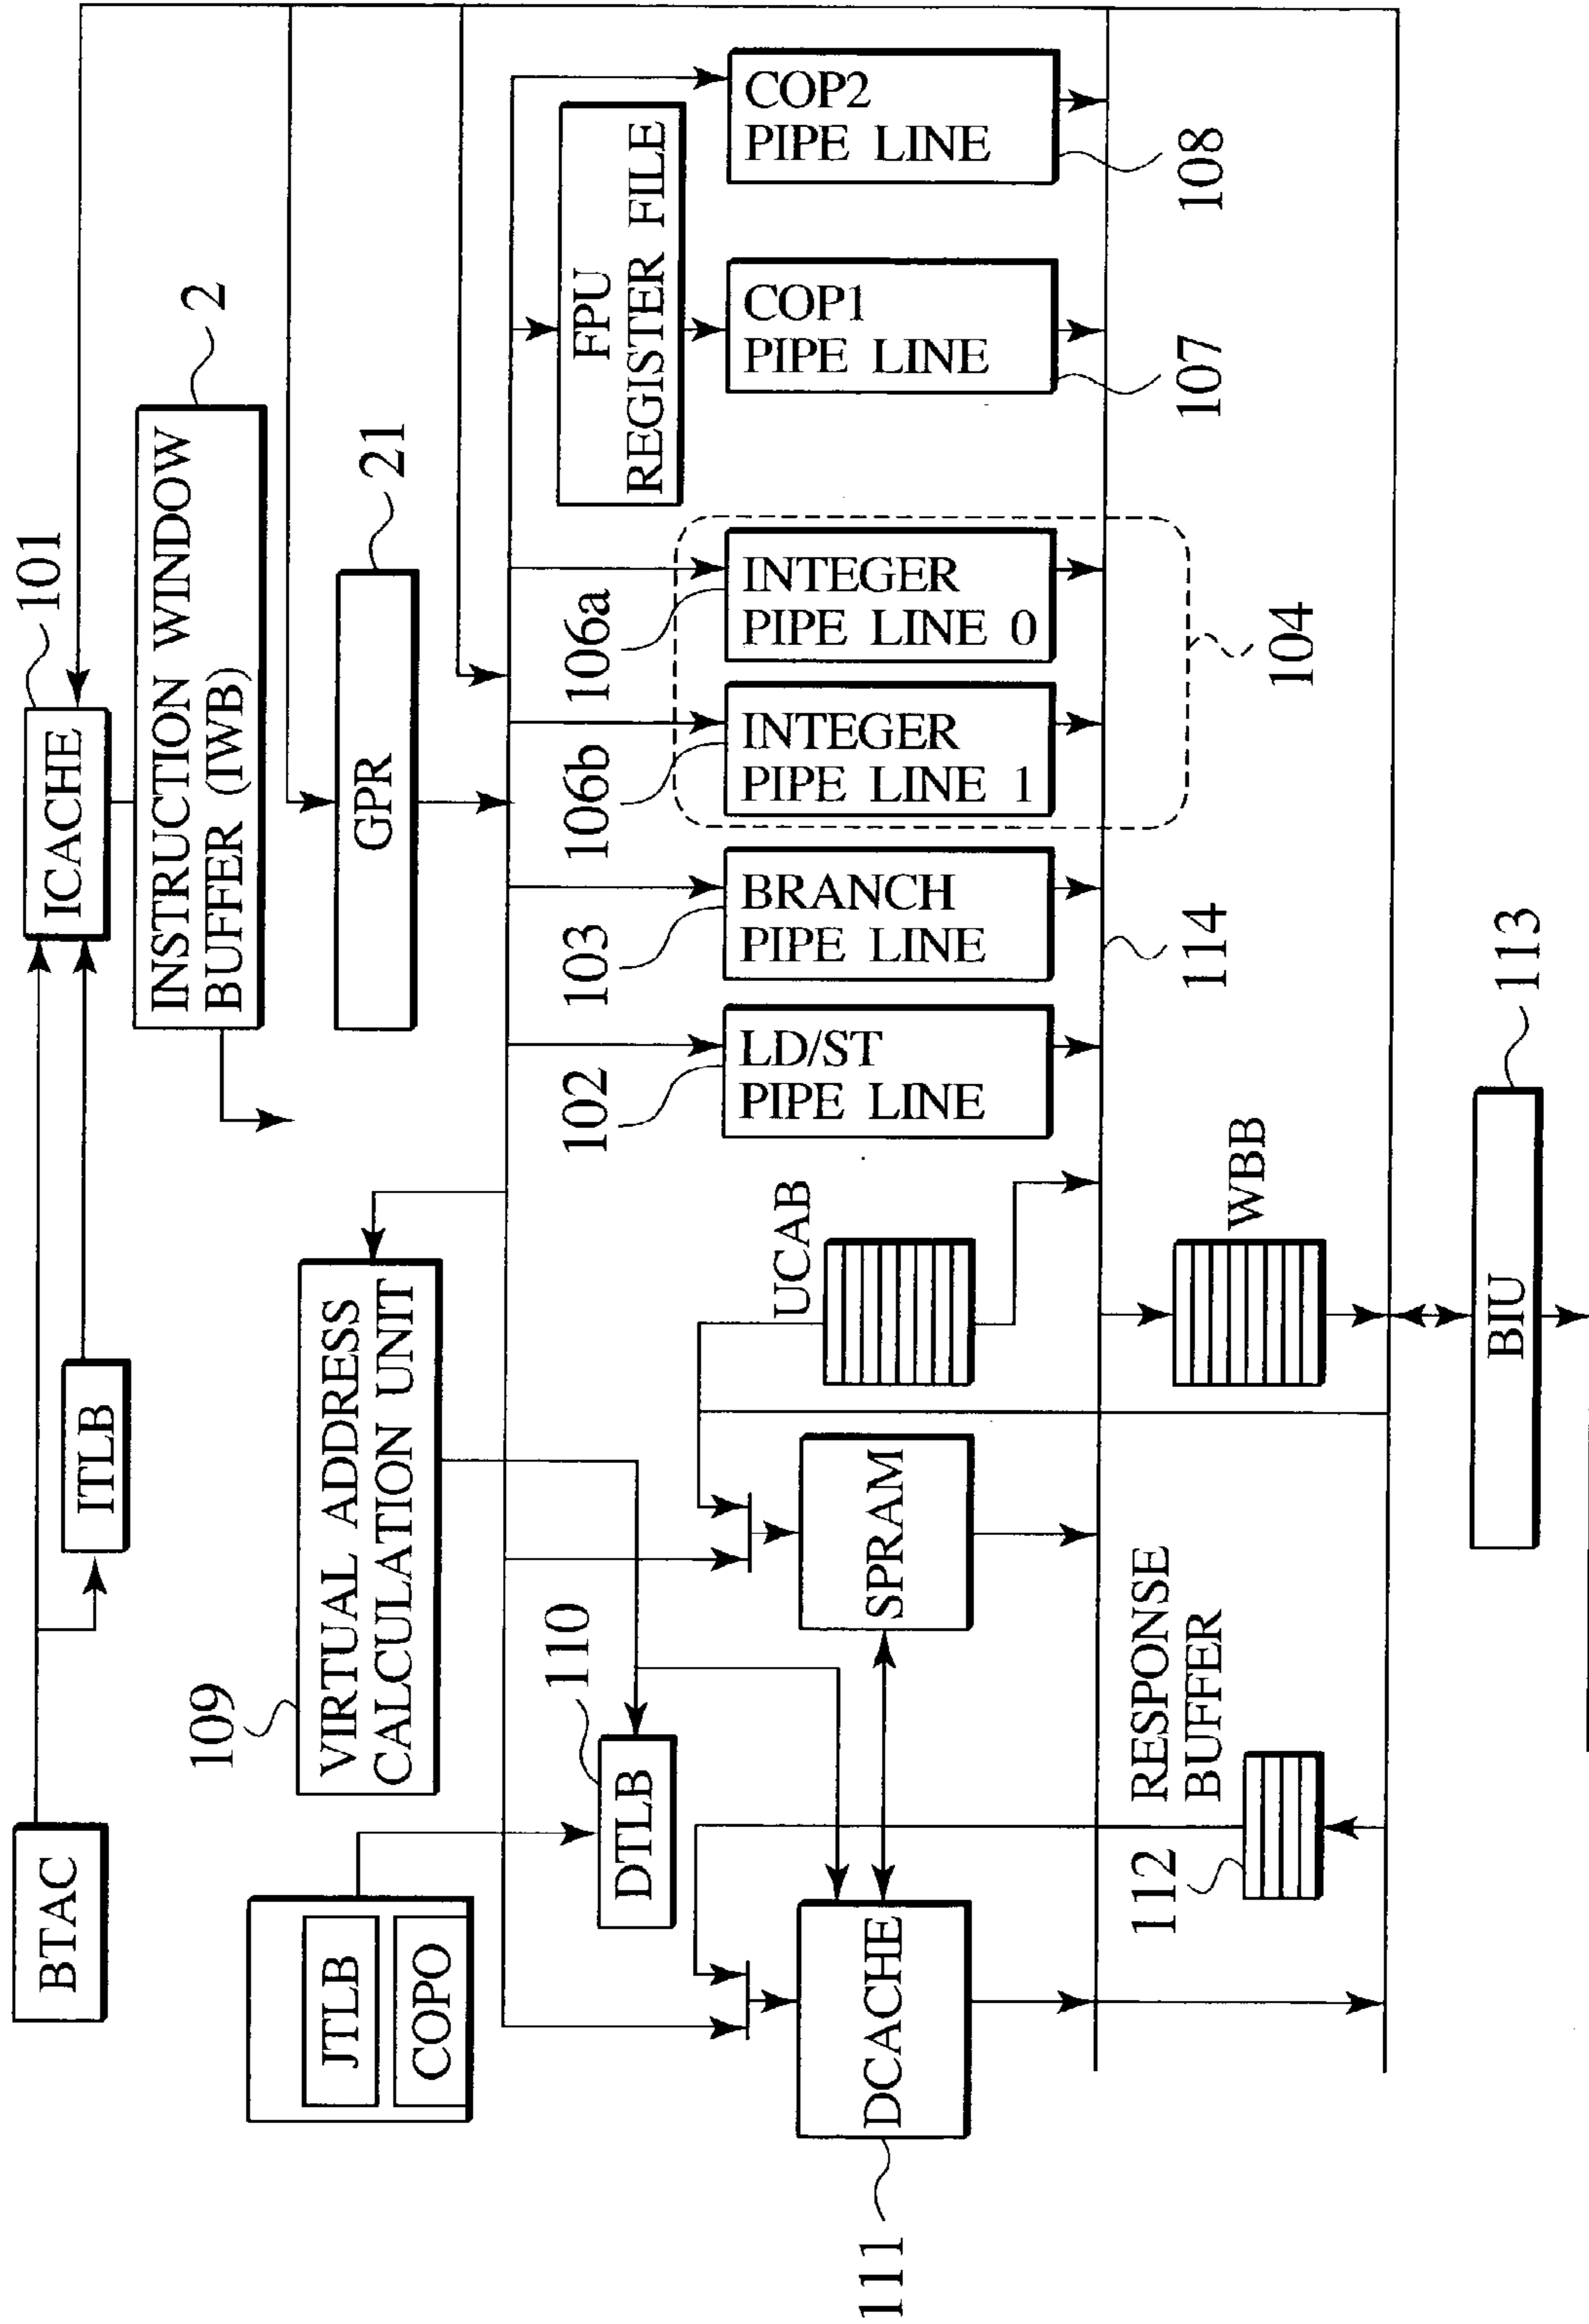 BTAC
ITLB
ICACHE
101
INSTRUCTION WINDOW
BUFFER (IWB)
2
JTLB
COPO
109
VIRTUAL ADDRESS
CALCULATION UNIT
GPR
21
110
DTLB
102
LD/ST
PIPE LINE
103
BRANCH
PIPE LINE
106b
INTEGER
PIPE LINE 1
106a
INTEGER
PIPE LINE 0
104
FPU
REGISTER FILE
COP1
PIPE LINE
107
COP2
PIPE LINE
108
111
DCACHE
SPRAM
UCAB
114
112
RESPONSE
BUFFER
WBB
BIU
113